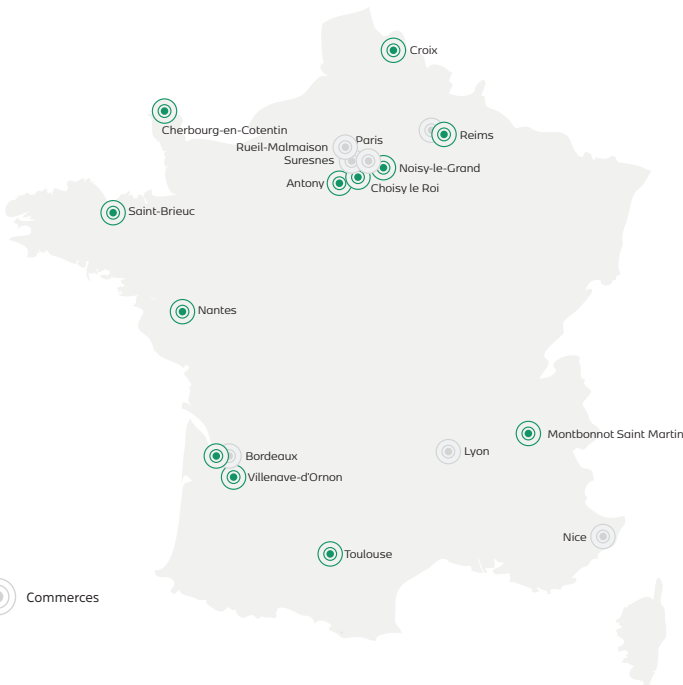 Croix
Cherbourg-en-Cotentin
Reims
Paris
Rueil-Malmaison
Suresnes
Noisy-le-Grand
Antony
Choisy le Roi
Saint-Brieuc
Nantes
Montbonnot Saint Martin
Bordeaux
Lyon
Villenave-d'Ornon
Nice
Toulouse
Commerces